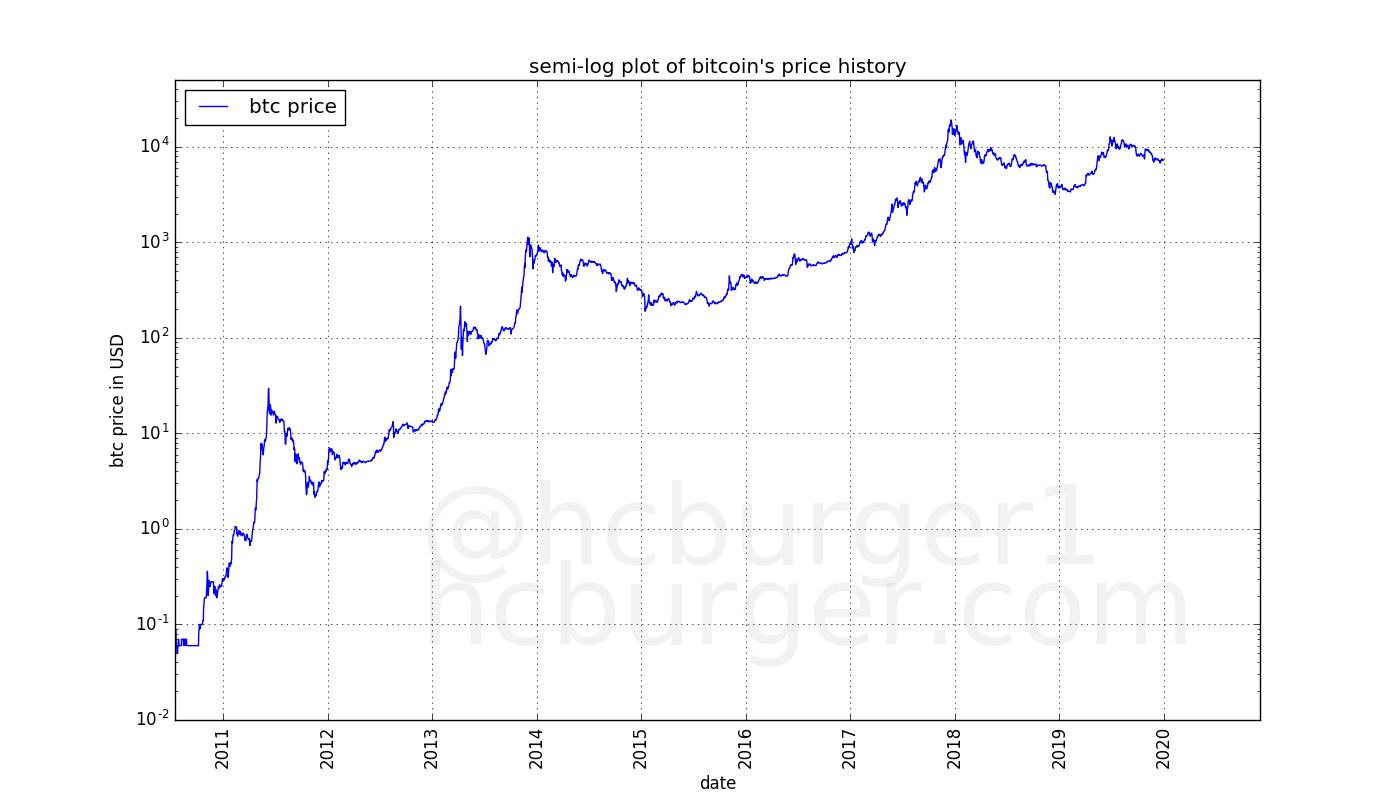 semi-log plot of bitcoin's price history
btc price
10^4
10^3
10^2
10^1
10^0
10^-1
10^-2
btc price in USD
@hcburger1
hcburger.com
2011 2012 2013 2014 2015 2016 2017 2018 2019 2020
date